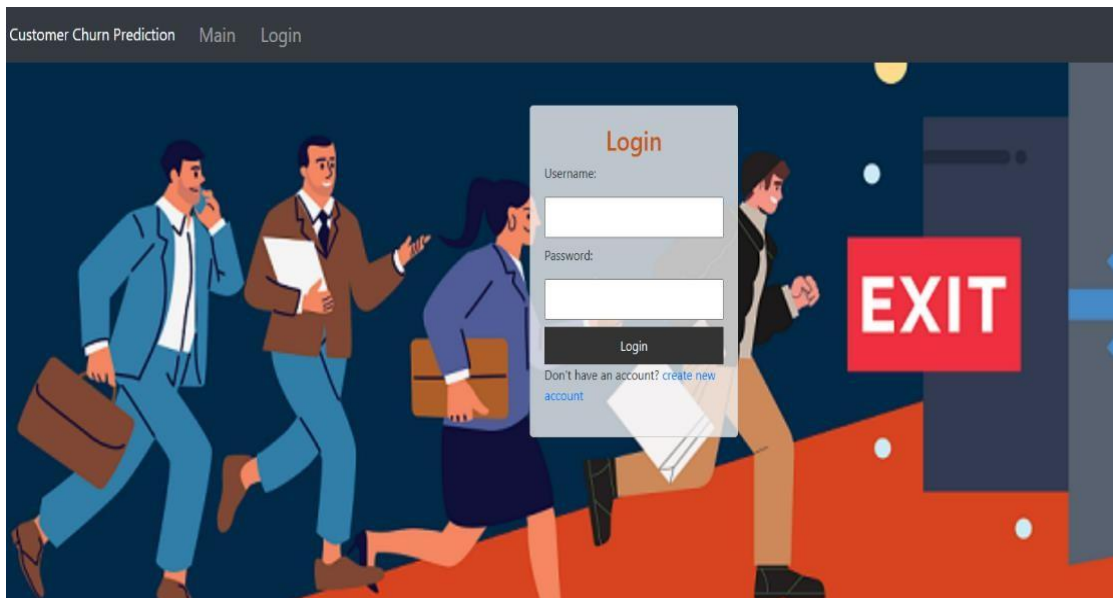 Customer Churn Prediction Main Login
Login
Username:
Password:
EXIT
Login
Don't have an account? create new
account